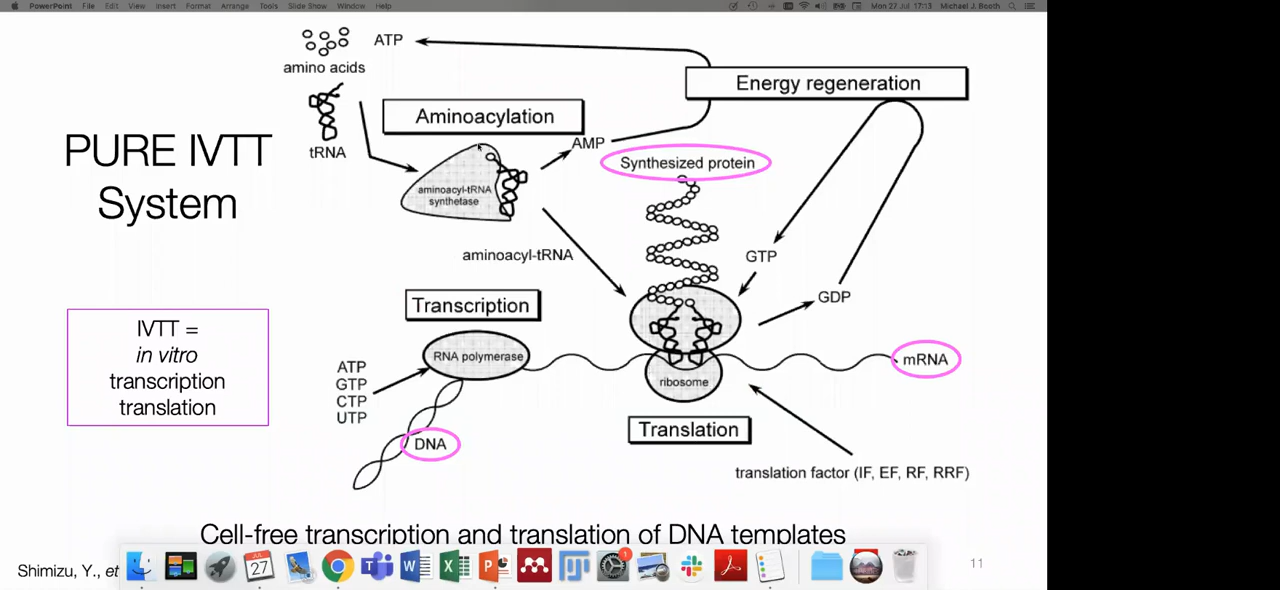 PowerPoint File Edit View Insert Format Arrange Tools Slide Show Window Help
Mon 27 Jul 17:13 Michael J. Booth
ATP
amino acids
tRNA
Energy regeneration
Aminoacylation
AMP
PURE IVTT
System
Synthesized protein
aminoacyl-tRNA
synthetase
aminoacyl-tRNA
GTP
GDP
Transcription
IVTT =
in vitro
transcription
translation
RNA polymerase
ATP
GTP
CTP
UTP
mRNA
ribosome
DNA
Translation
translation factor (IF, EF, RF, RRF)
Cell-free transcription and translation of DNA templates
Shimizu, Y., et
JUL
27
1
11